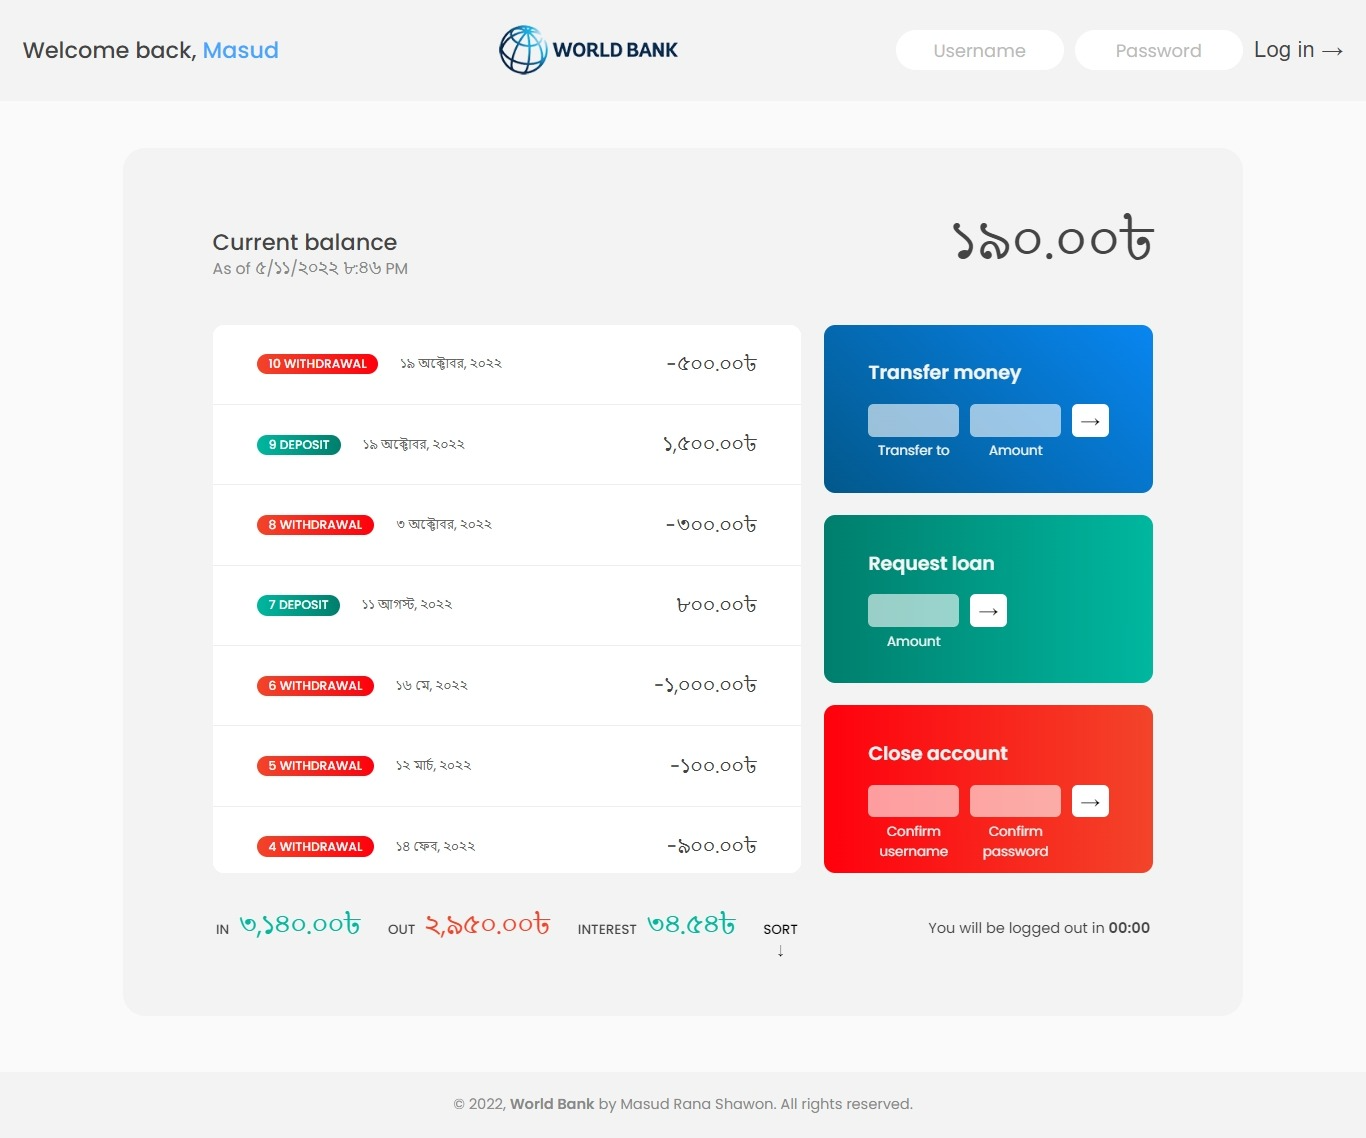 Welcome back, Masud
WORLD BANK
Username
Password
Log in →
Current balance
As of ৫/১১/২০২২ ৮:৪৬ PM
১৯০.০০৳
10 WITHDRAWAL ১৯ অক্টোবর, ২০২২ -৫০০.০০৳
9 DEPOSIT ১৯ অক্টোবর, ২০২২ ১,৫০০.০০৳
8 WITHDRAWAL ৩ অক্টোবর, ২০২২ -৩০০.০০৳
7 DEPOSIT ১১ আগস্ট, ২০২২ ৮০০.০০৳
6 WITHDRAWAL ১৬ মে, ২০২২ -১,০০০.০০৳
5 WITHDRAWAL ১২ মার্চ, ২০২২ -১০০.০০৳
4 WITHDRAWAL ১৪ ফেব, ২০২২ -৯০০.০০৳
Transfer money
→
Transfer to Amount
Request loan
→
Amount
Close account
→
Confirm username
Confirm password
IN ৩,১৪০.০০৳ OUT ২,৯৫০.০০৳ INTEREST ৩৪.৫৪৳ SORT
↓
You will be logged out in 00:00
© 2022, World Bank by Masud Rana Shawon. All rights reserved.